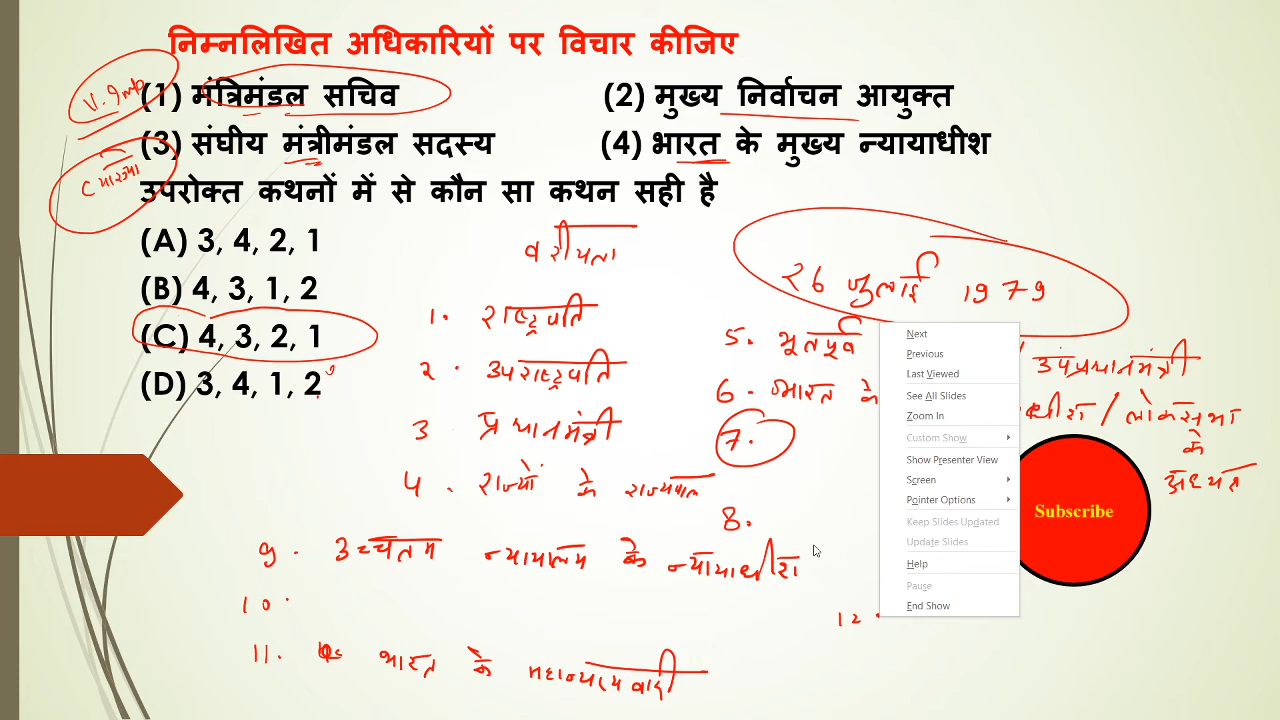 निम्नलिखित अधिकारियों पर विचार कीजिए
V. Imp
(1) मंत्रिमंडल सचिव (2) मुख्य निर्वाचन आयुक्त
(3) संघीय मंत्रीमंडल सदस्य (4) भारत के मुख्य न्यायाधीश
उपरोक्त कथनों में से कौन सा कथन सही है
(A) 3, 4, 2, 1
(B) 4, 3, 1, 2
(C) 4, 3, 2, 1
(D) 3, 4, 1, 2
वरीयता
26 जुलाई 1979
1. राष्ट्रपति
2. उपराष्ट्रपति
3 प्रधानमंत्री
4. राज्यों के राज्यपाल
5. भूतपूर्व
उपप्रधानमंत्री
6. भारत के
/ लोकसभा
के
अध्यक्ष
7.
8.
9. उच्चतम न्यायालय के न्यायाधीश
10.
11. भारत के महान्यायवादी
12.
Next
Previous
Last Viewed
See All Slides
Zoom In
Custom Show
Show Presenter View
Screen
Pointer Options
Keep Slides Updated
Update Slides
Help
Pause
End Show
Subscribe